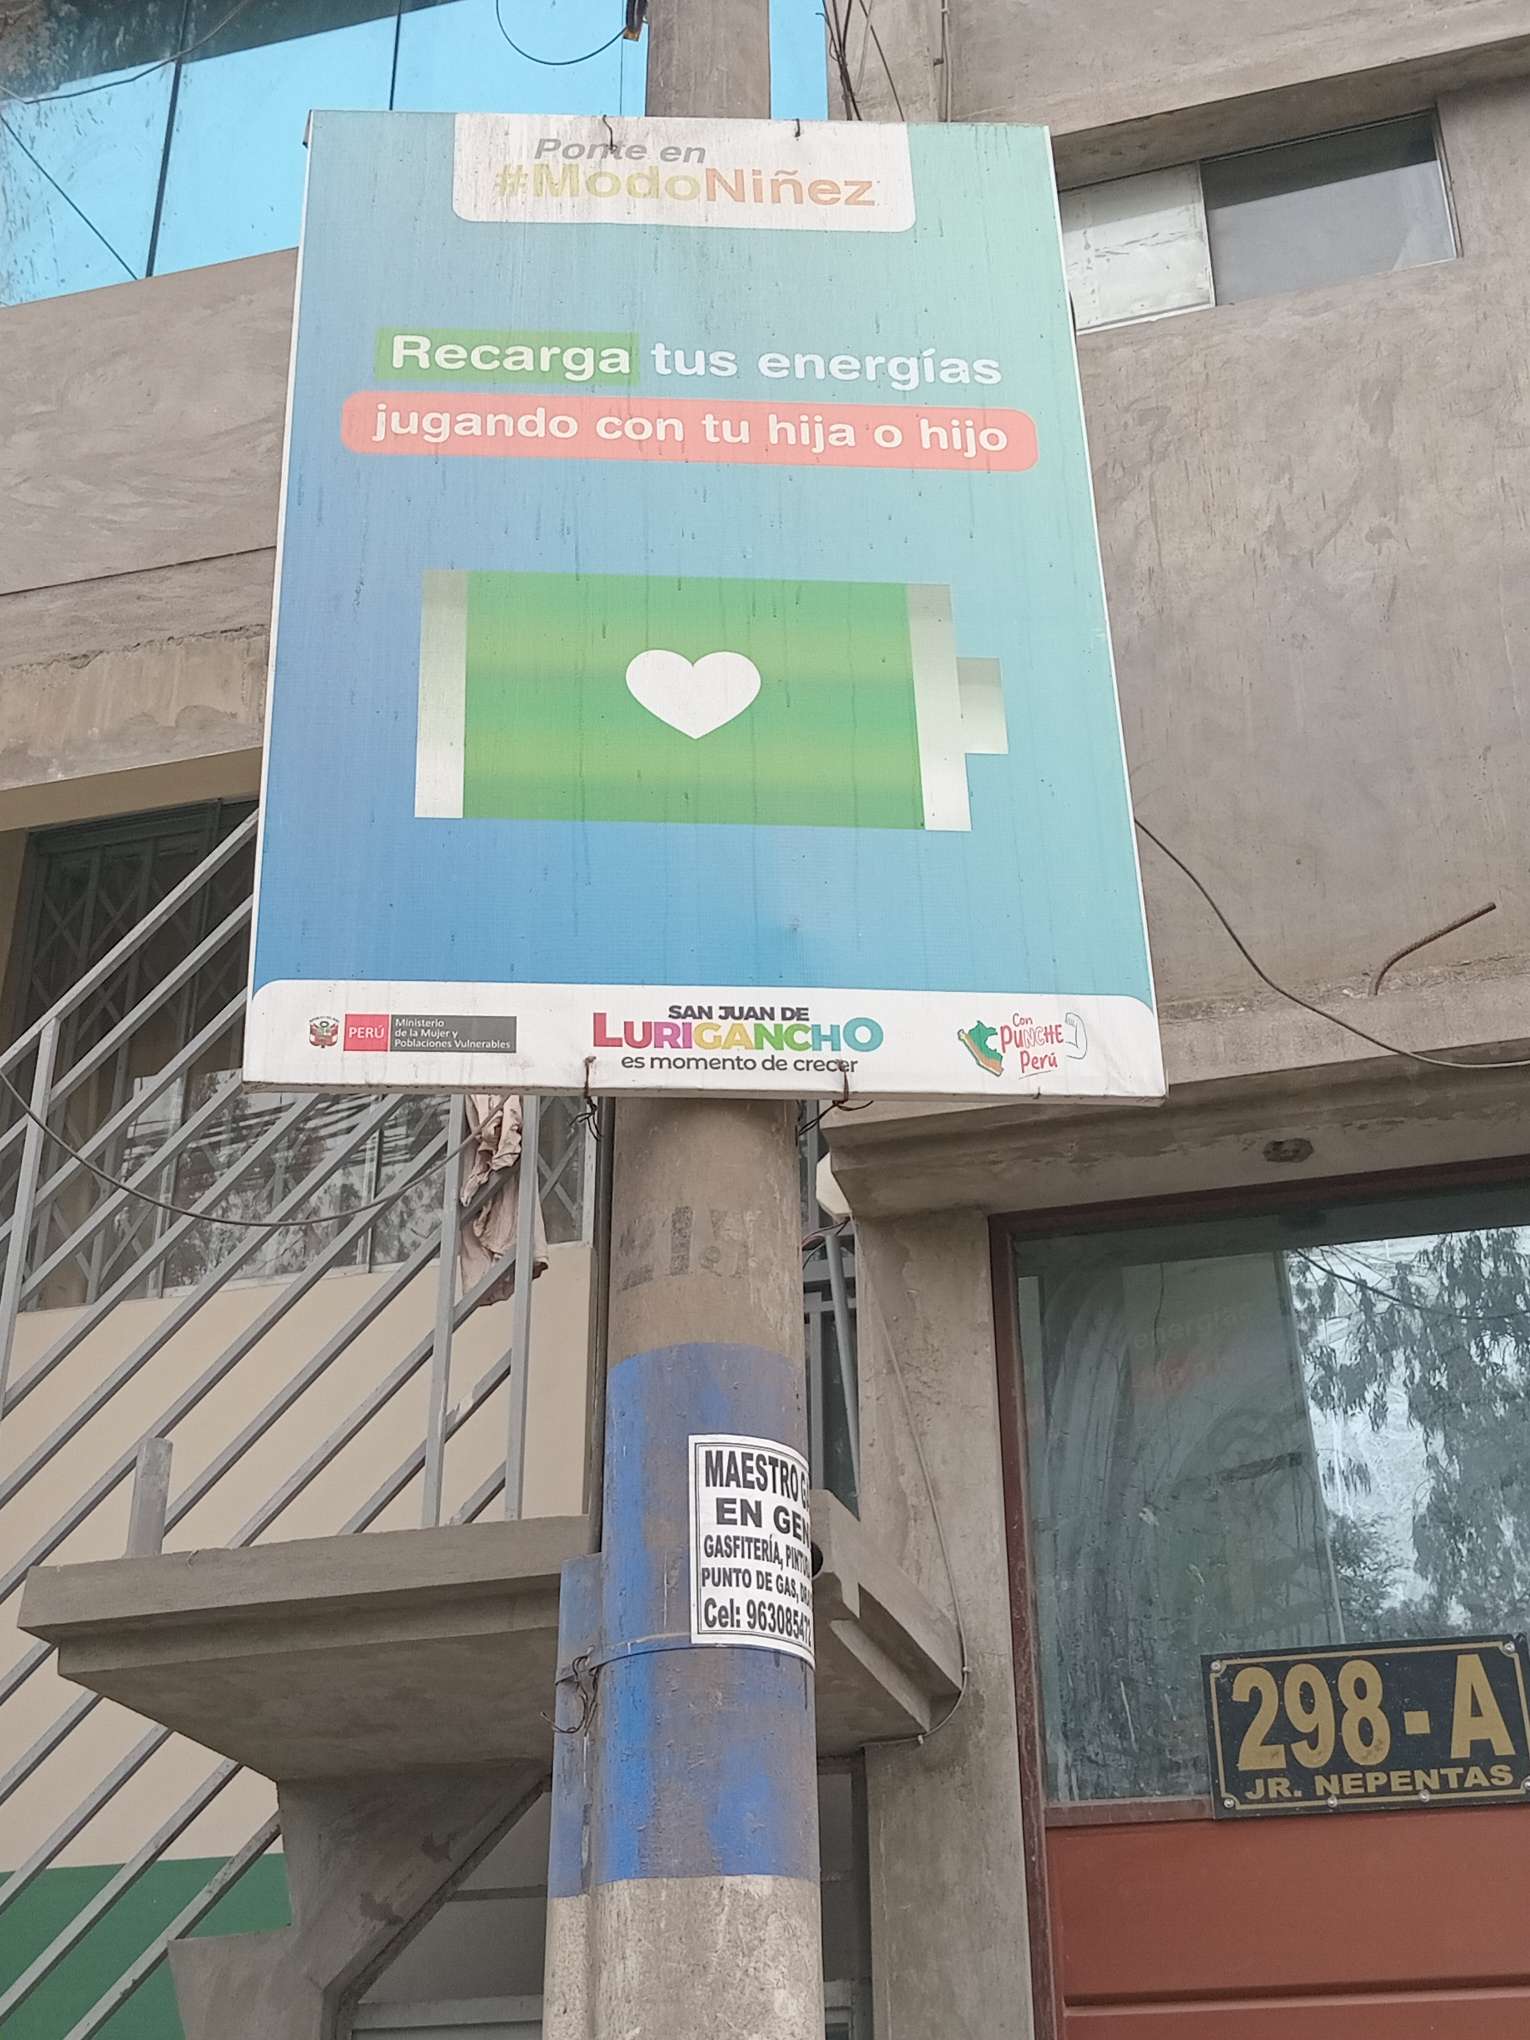 Ponte en
#ModoNiñez
Recarga tus energías
jugando con tu hija o hijo
PERÚ
Ministerio
de la Mujer y
Poblaciones Vulnerables
SAN JUAN DE
LURIGANCHO
es momento de crecer
Con
PUNCHE
Perú
MAESTRO
EN GEN
GASFITERÍA, PINTU
PUNTO DE GAS,
Cel: 96308547
298-A
JR. NEPENTAS